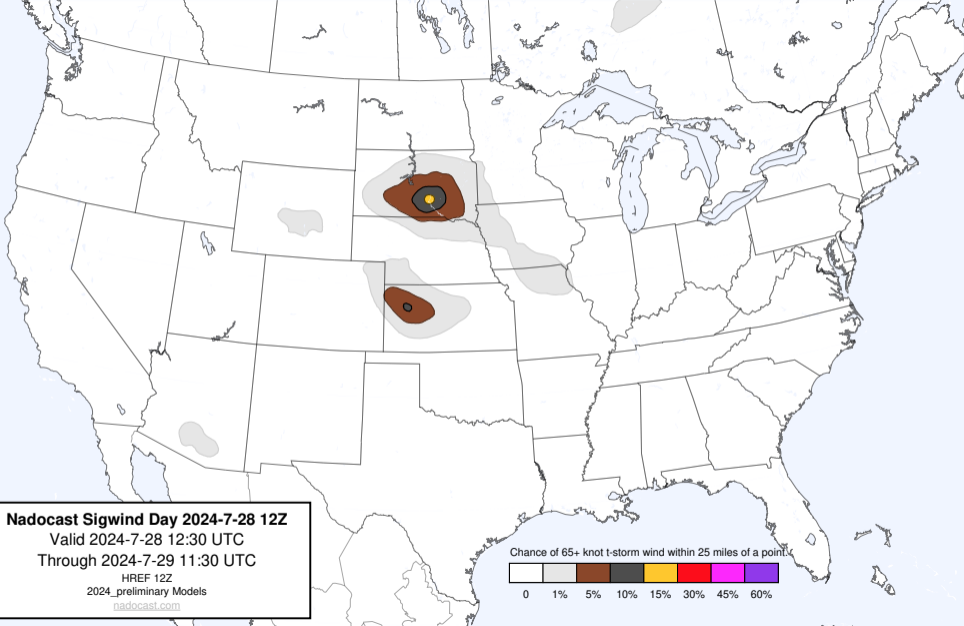 Nadocast Sigwind Day 2024-7-28 12Z
Valid 2024-7-28 12:30 UTC
Through 2024-7-29 11:30 UTC
HREF 12Z
2024_preliminary Models
nadocast.com
Chance of 65+ knot t-storm wind within 25 miles of a point.
0 1% 5% 10% 15% 30% 45% 60%